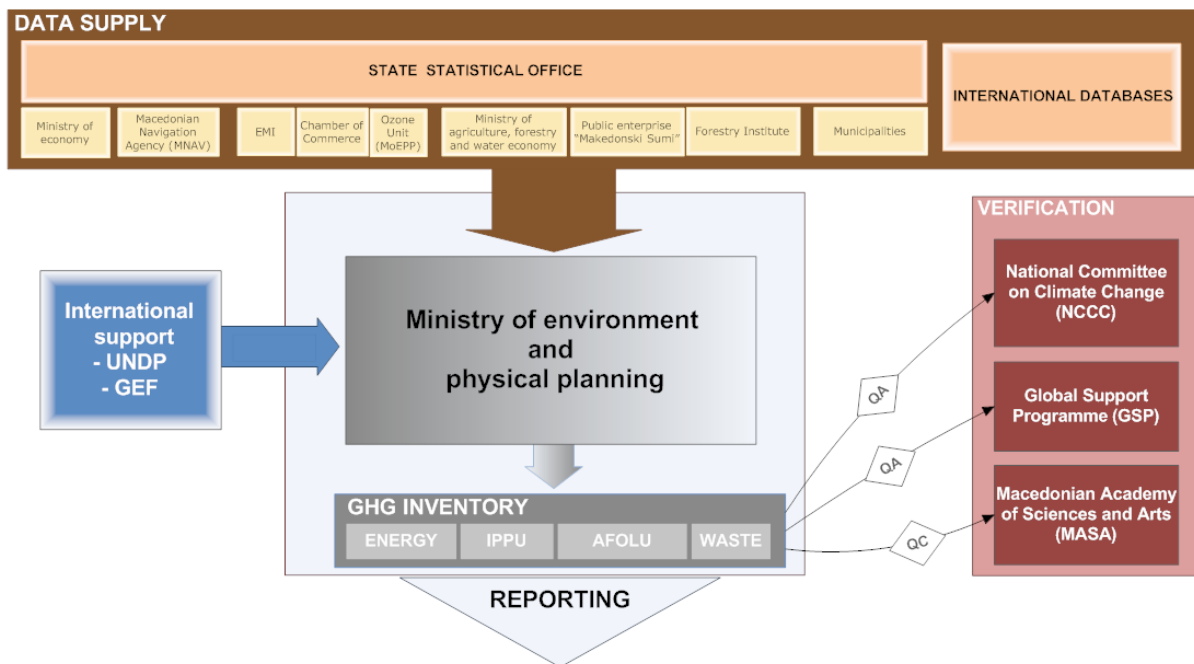 DATA SUPPLY
STATE STATISTICAL OFFICE
INTERNATIONAL DATABASES
Ministry of
economy
Macedonian
Navigation
Agency (MNAV)
EMI
Chamber of
Commerce
Ozone
Unit
(MoEPP)
Ministry of
agriculture, forestry
and water economy
Public enterprise
"Makedonski Sumi"
Forestry Institute
Municipalities
International
support
- UNDP
- GEF
Ministry of environment
and
physical planning
GHG INVENTORY
ENERGY
IPPU
AFOLU
WASTE
REPORTING
QA
QA
QC
VERIFICATION
National Committee
on Climate Change
(NCCC)
Global Support
Programme (GSP)
Macedonian Academy
of Sciences and Arts
(MASA)